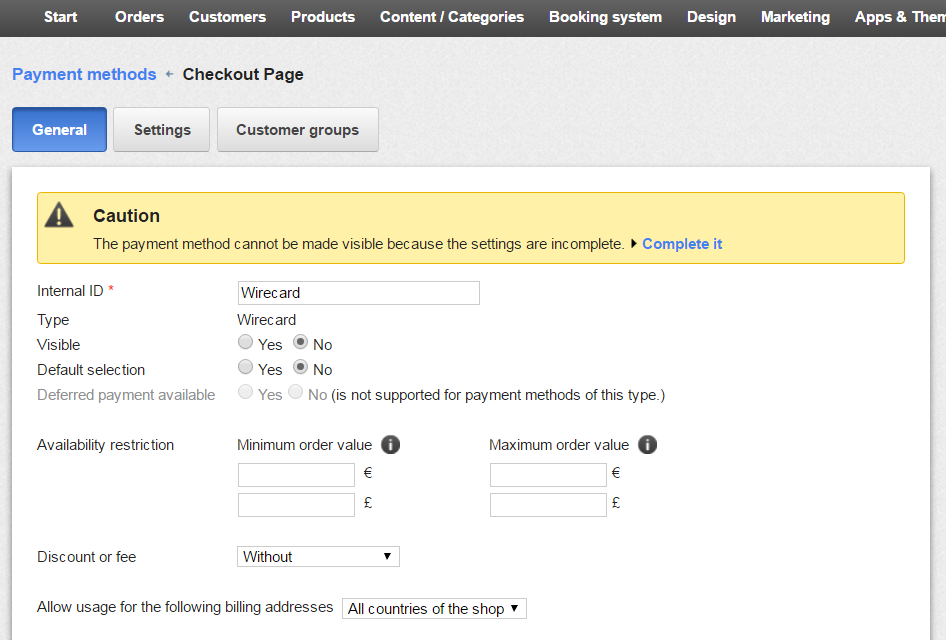 Start Orders Customers Products Content / Categories Booking system Design Marketing Apps &
Payment methods Checkout Page
General Settings Customer groups
Caution
The payment method cannot be made visible because the settings are incomplete. Complete it
Internal ID * Wirecard
Type Wirecard
Visible Yes No
Default selection Yes No
Deferred payment available Yes No (is not supported for payment methods of this type.)
Availability restriction Minimum order value Maximum order value
€ €
£ £
Discount or fee Without
Allow usage for the following billing addresses All countries of the shop